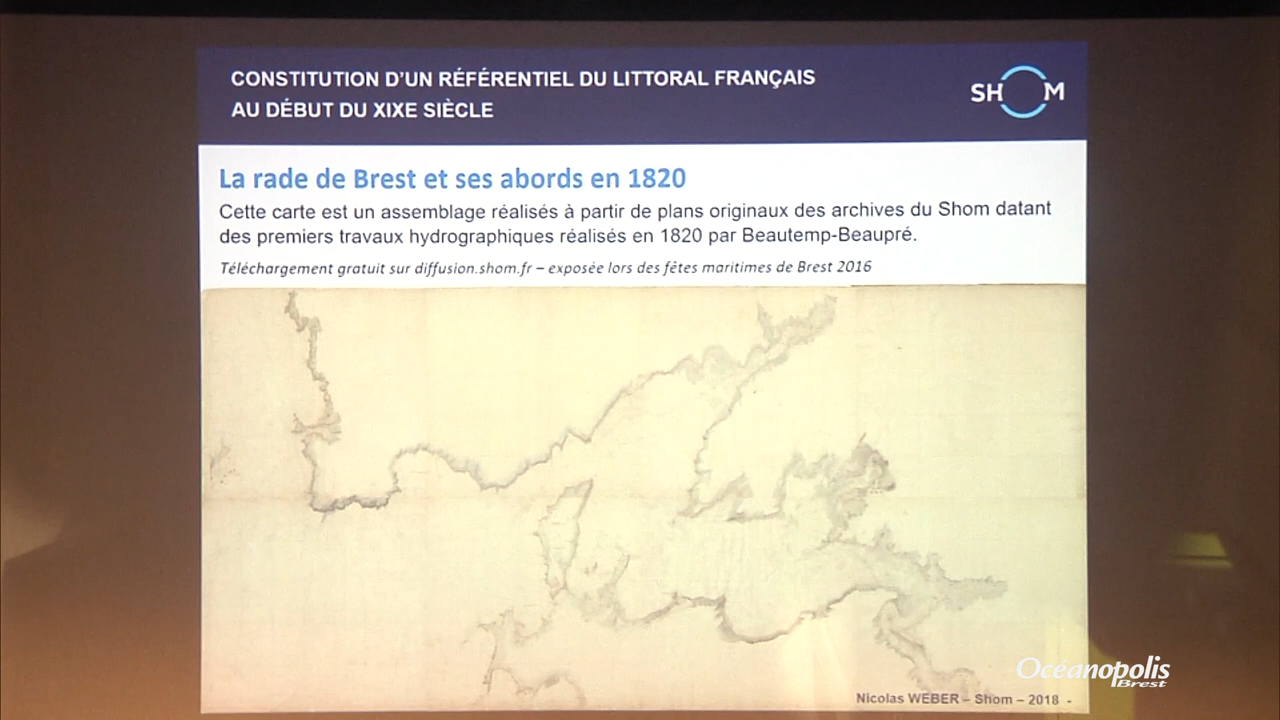 CONSTITUTION D'UN RÉFÉRENTIEL DU LITTORAL FRANÇAIS
AU DÉBUT DU XIXE SIÈCLE
SHOM
La rade de Brest et ses abords en 1820
Cette carte est un assemblage réalisés à partir de plans originaux des archives du Shom datant
des premiers travaux hydrographiques réalisés en 1820 par Beautemp-Beaupré.
Téléchargement gratuit sur diffusion.shom.fr – exposée lors des fêtes maritimes de Brest 2016
Océanopolis
Brest
Nicolas WEBER – Shom – 2018 -